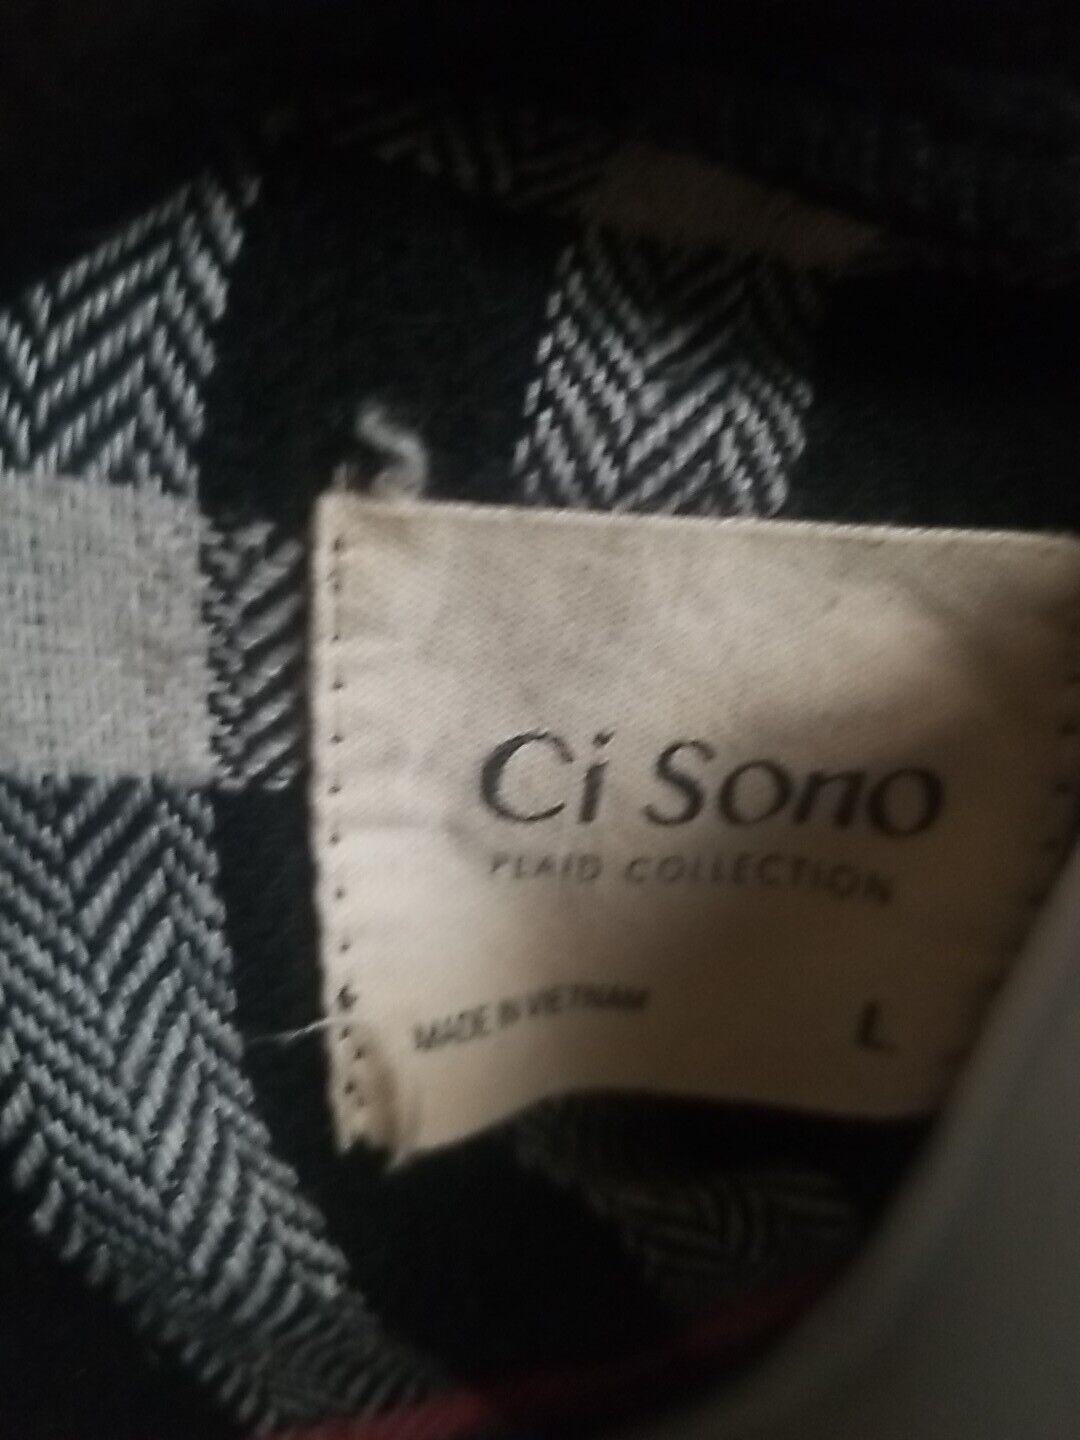 Ci Sono
PLAID COLLECTION
MADE IN VIETNAM
L